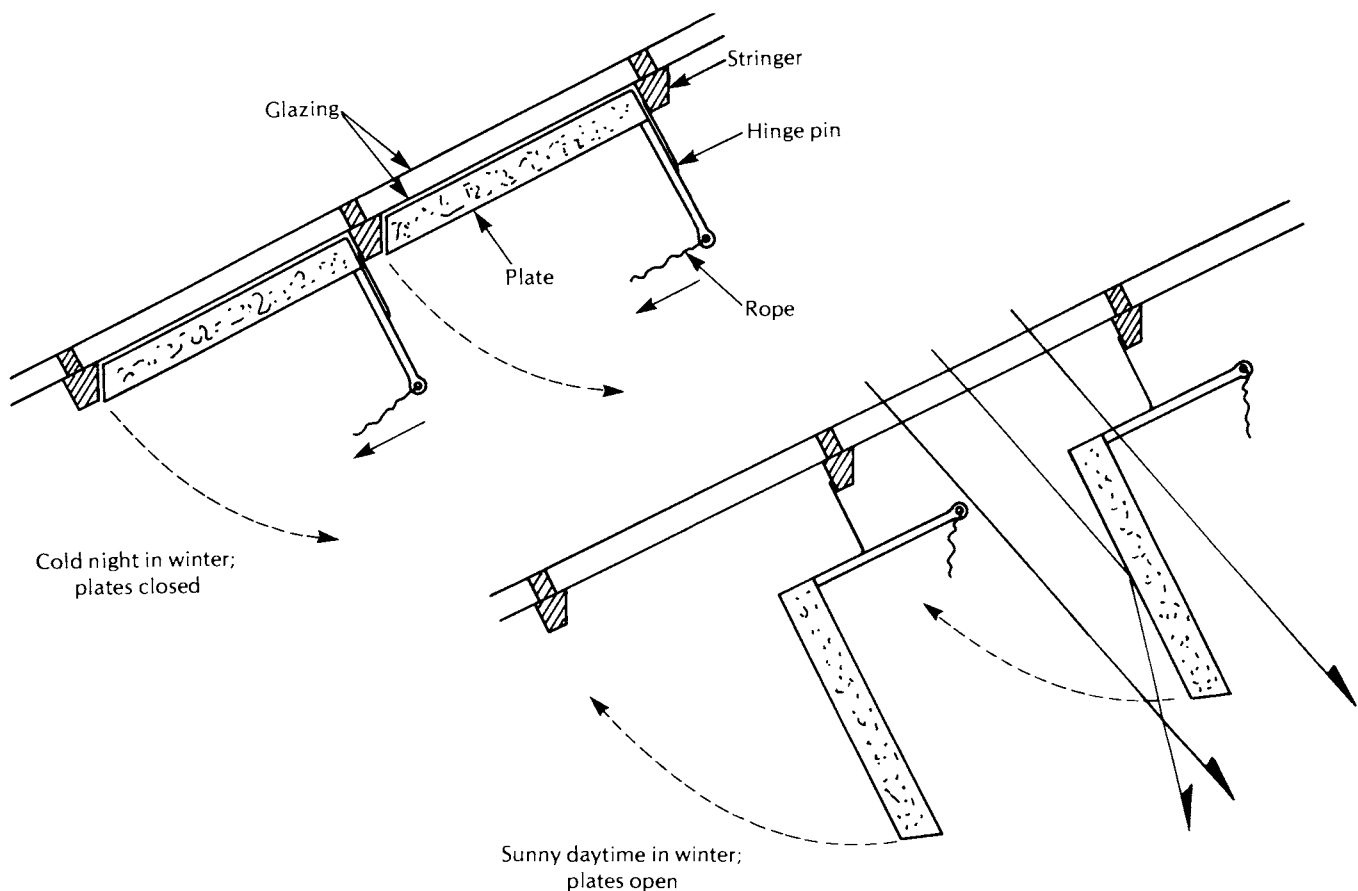 Stringer
Glazing
Hinge pin
Plate
Rope
Cold night in winter;
plates closed
Sunny daytime in winter;
plates open